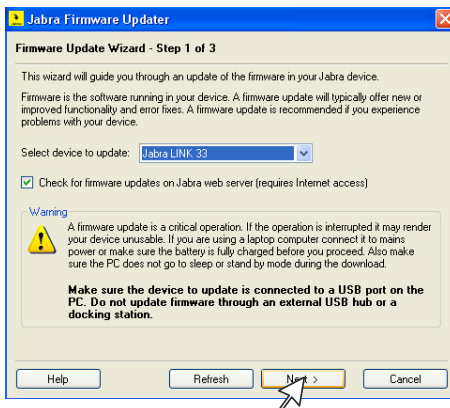 Jabra Firmware Updater
Firmware Update Wizard - Step 1 of 3
This wizard will guide you through an update of the firmware in your Jabra device.
Firmware is the software running in your device. A firmware update will typically offer new or
improved functionality and error fixes. A firmware update is recommended if you experience
problems with your device.
Select device to update: Jabra LINK 33
Check for firmware updates on Jabra web server (requires Internet access)
Warning
A firmware update is a critical operation. If the operation is interrupted it may render
your device unusable. If you are using a laptop computer connect it to mains
power or make sure the battery is fully charged before you proceed. Also make
sure the PC does not go to sleep or stand by mode during the download.
Make sure the device to update is connected to a USB port on the
PC. Do not update firmware through an external USB hub or a
docking station.
Help Refresh Next > Cancel